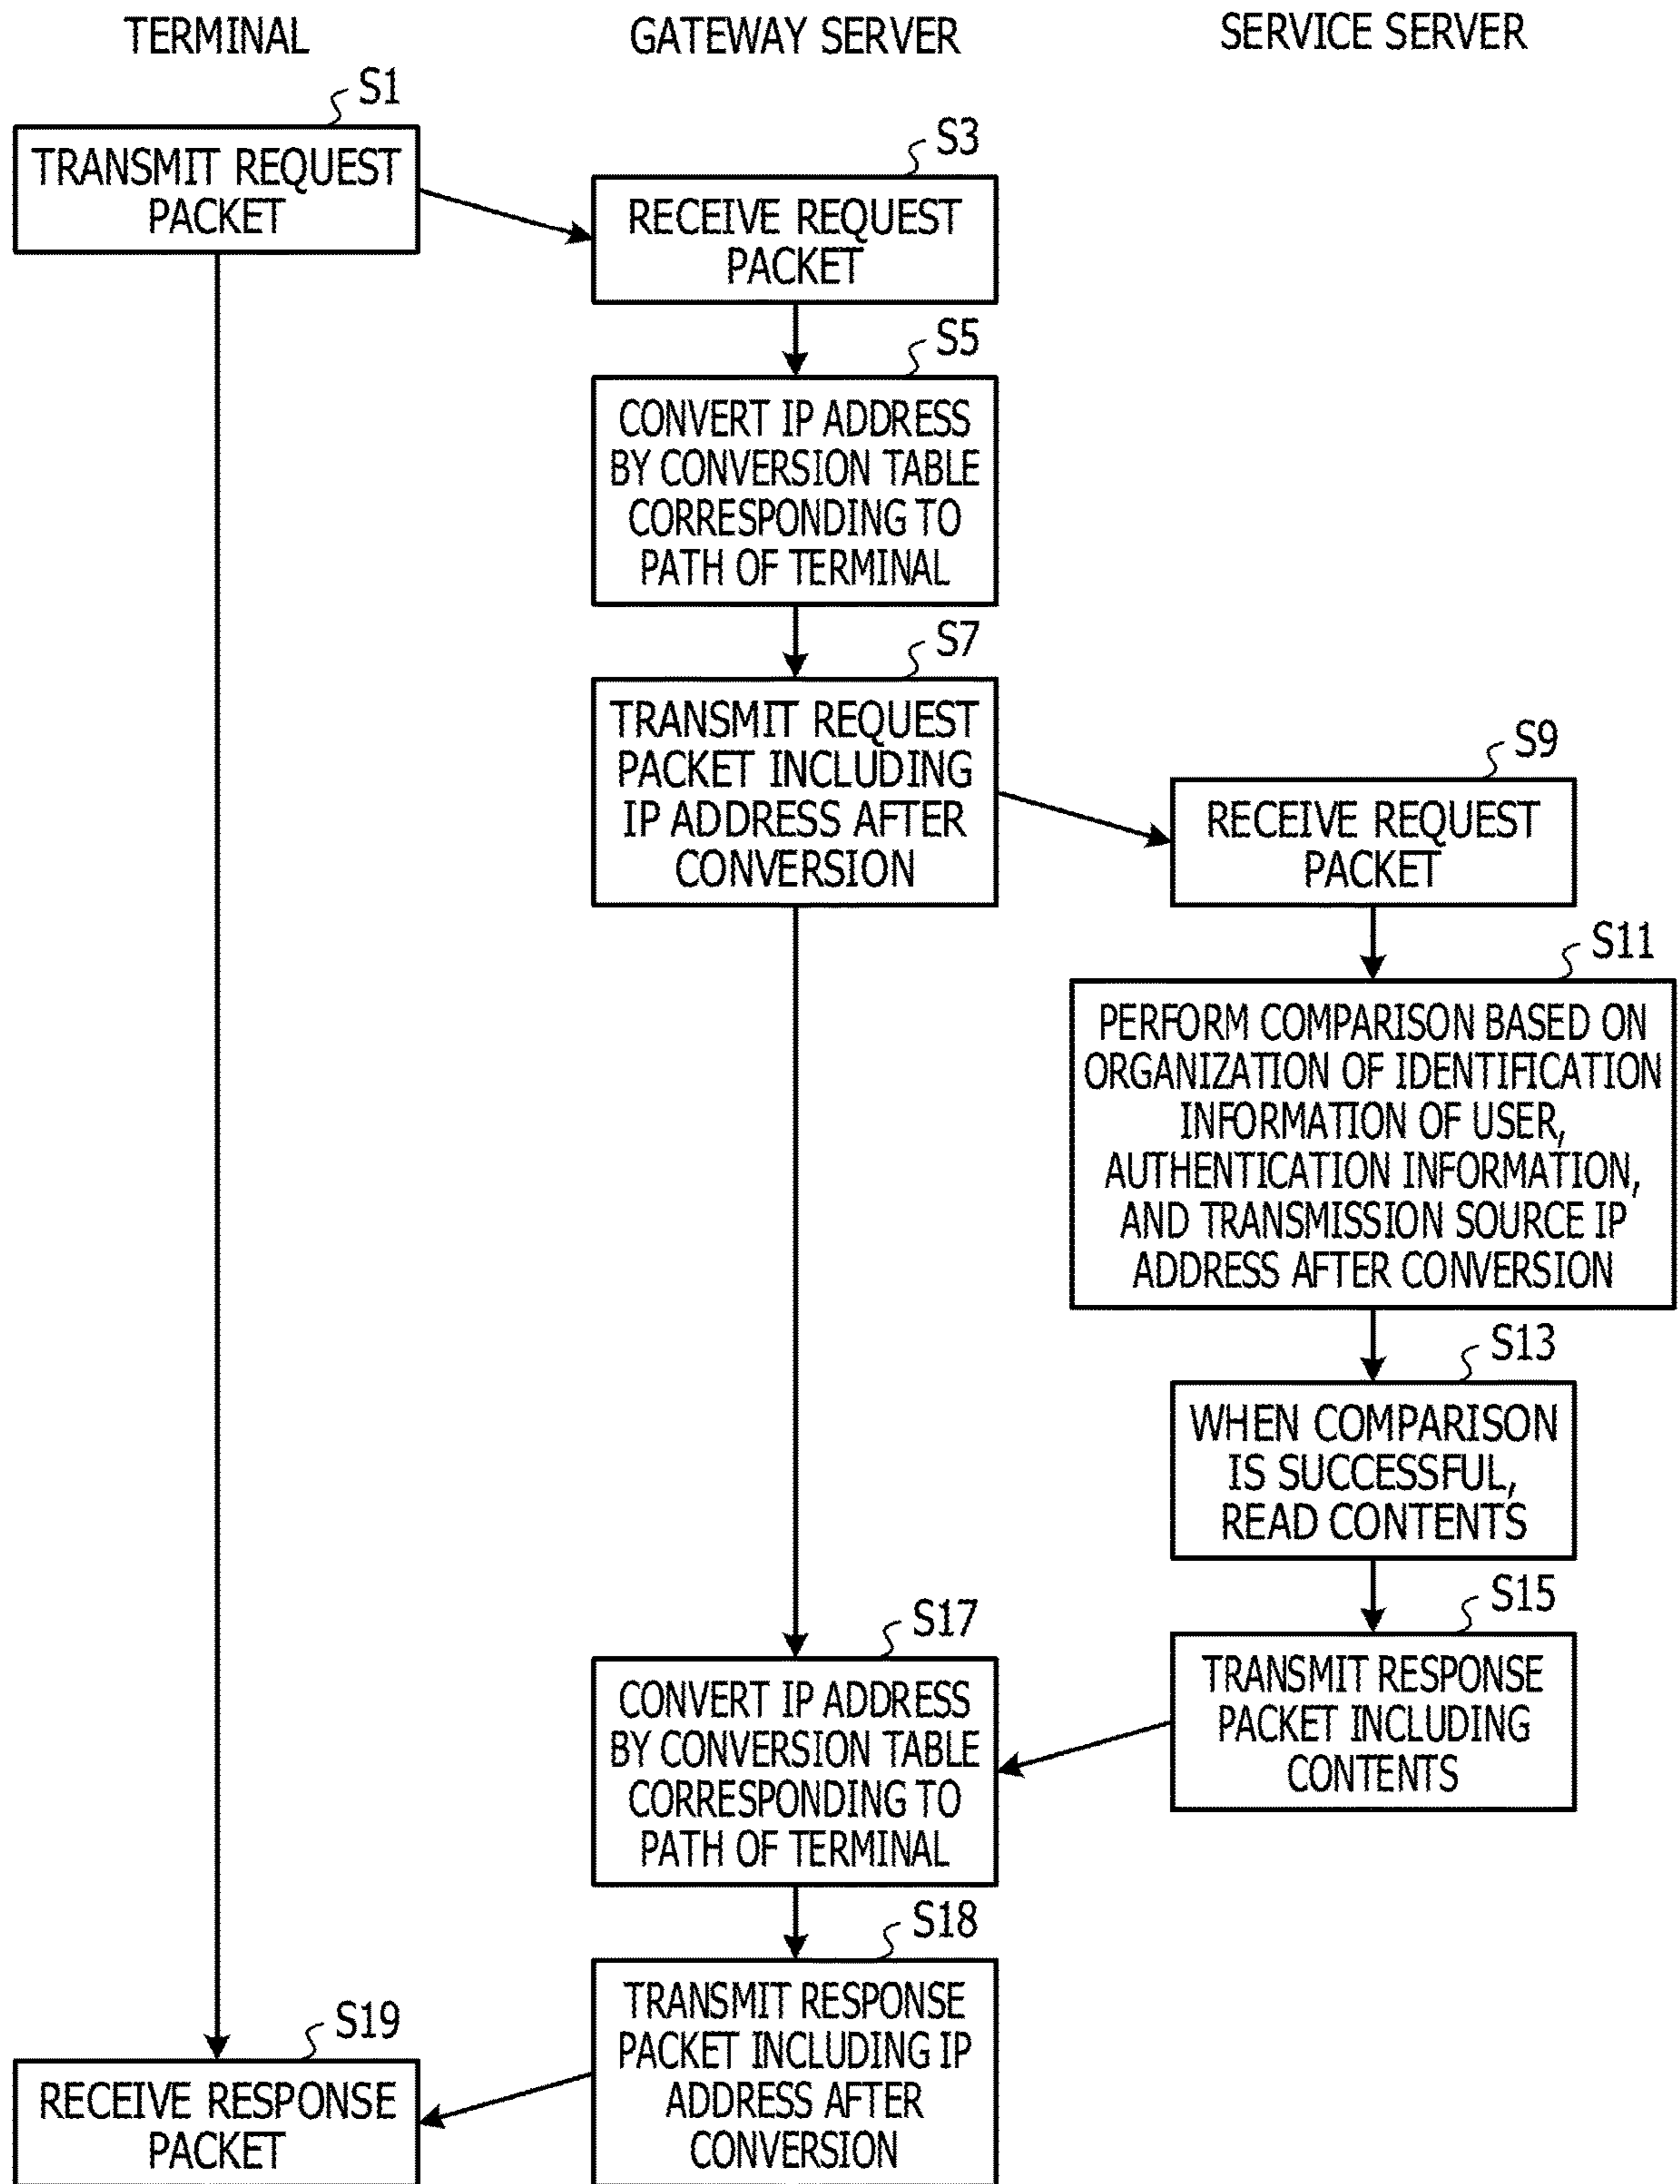 TERMINAL
GATEWAY SERVER
SERVICE SERVER
S1
TRANSMIT REQUEST
PACKET
S3
RECEIVE REQUEST
PACKET
S5
CONVERT IP ADDRESS
BY CONVERSION TABLE
CORRESPONDING TO
PATH OF TERMINAL
S7
TRANSMIT REQUEST
PACKET INCLUDING
IP ADDRESS AFTER
CONVERSION
S9
RECEIVE REQUEST
PACKET
S11
PERFORM COMPARISON BASED ON
ORGANIZATION OF IDENTIFICATION
INFORMATION OF USER,
AUTHENTICATION INFORMATION,
AND TRANSMISSION SOURCE IP
ADDRESS AFTER CONVERSION
S13
WHEN COMPARISON
IS SUCCESSFUL,
READ CONTENTS
S15
TRANSMIT RESPONSE
PACKET INCLUDING
CONTENTS
S17
CONVERT IP ADDRESS
BY CONVERSION TABLE
CORRESPONDING TO
PATH OF TERMINAL
S18
TRANSMIT RESPONSE
PACKET INCLUDING IP
ADDRESS AFTER
CONVERSION
S19
RECEIVE RESPONSE
PACKET